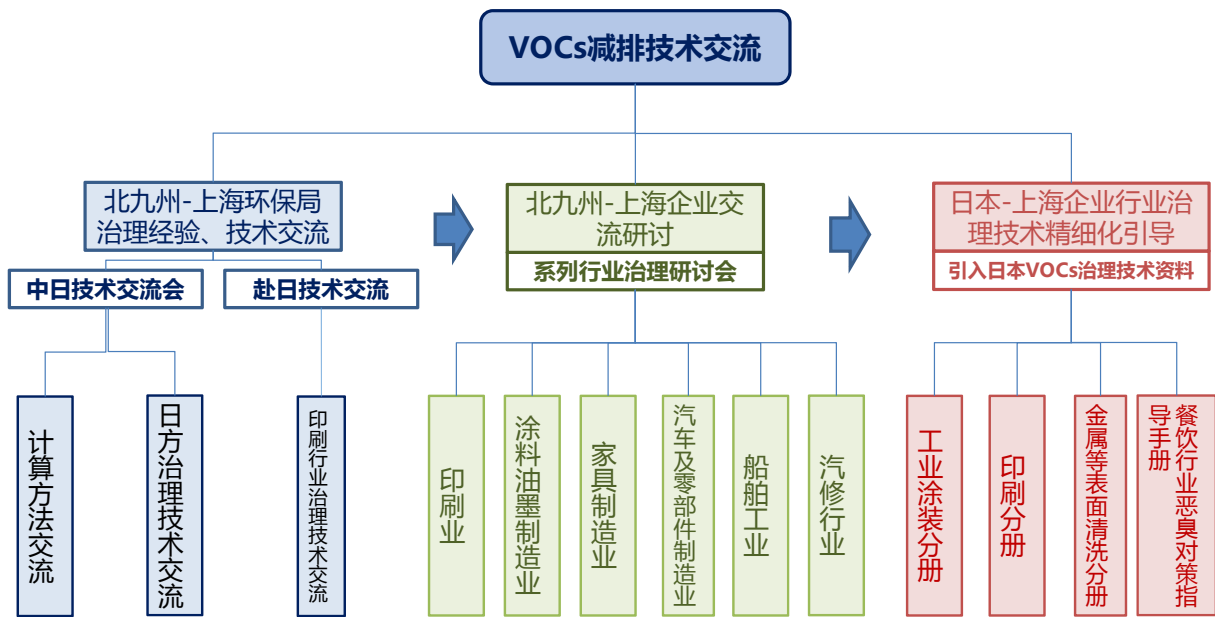 VOCs减排技术交流
北九州-上海环保局
治理经验、技术交流
中日技术交流会
赴日技术交流
计算方法交流
日方治理技术交流
印刷行业治理技术交流
北九州-上海企业交
流研讨
系列行业治理研讨会
印刷业
涂料油墨制造业
家具制造业
汽车及零部件制造业
船舶工业
汽修行业
日本-上海企业行业治
理技术精细化引导
引入日本VOCs治理技术资料
工业涂装分册
印刷分册
金属等表面清洗分册
餐饮行业恶臭对策指
导手册